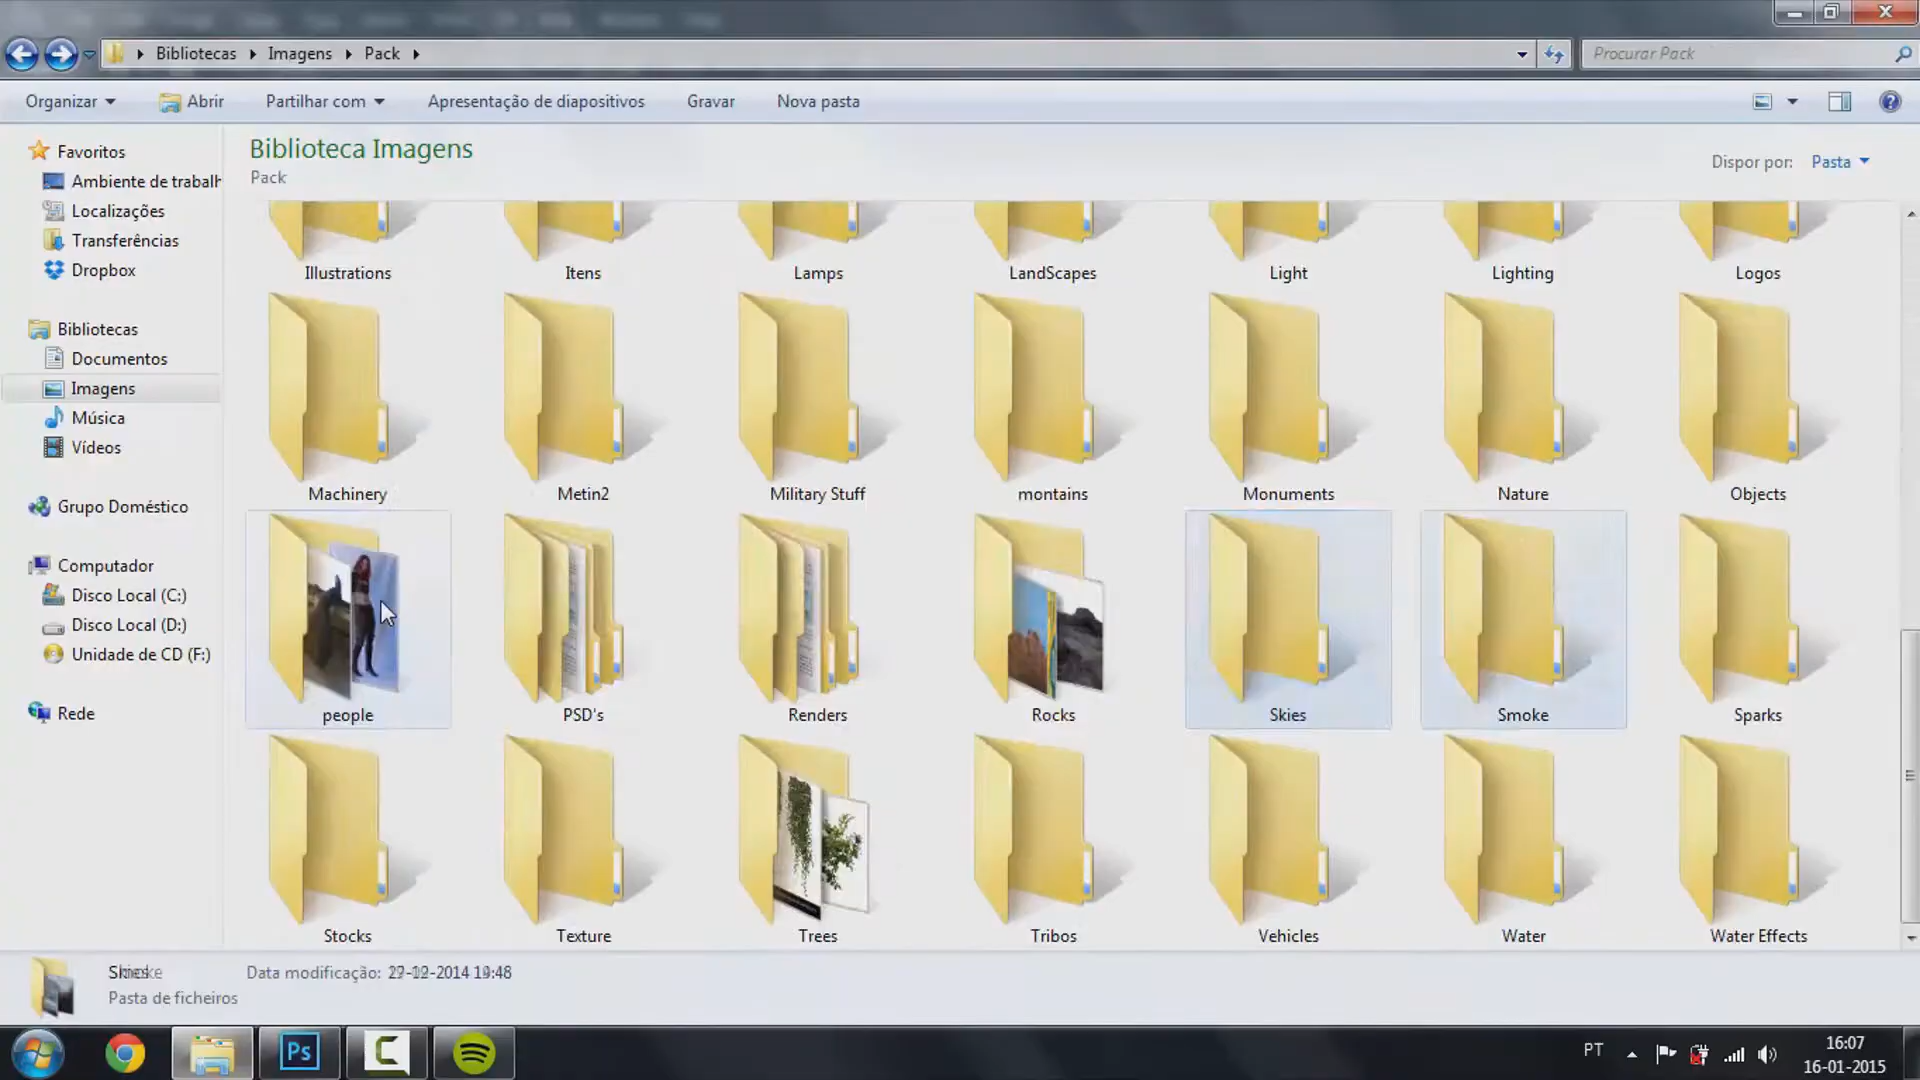 Bibliotecas Imagens Pack
Procurar Pack
Organizar Abrir Partilhar com Apresentação de diapositivos Gravar Nova pasta
Biblioteca Imagens
Pack
Dispor por: Pasta
Favoritos
Ambiente de trabalh
Localizações
Transferências
Dropbox
Bibliotecas
Documentos
Imagens
Música
Vídeos
Grupo Doméstico
Computador
Disco Local (C:)
Disco Local (D:)
Unidade de CD (F:)
Rede
Illustrations Itens Lamps LandScapes Light Lighting Logos
Machinery Metin2 Military Stuff montains Monuments Nature Objects
people PSD's Renders Rocks Skies Smoke Sparks
Stocks Texture Trees Tribos Vehicles Water Water Effects
Data modificação:
Pasta de ficheiros
Ps
PT
16:07
16-01-2015